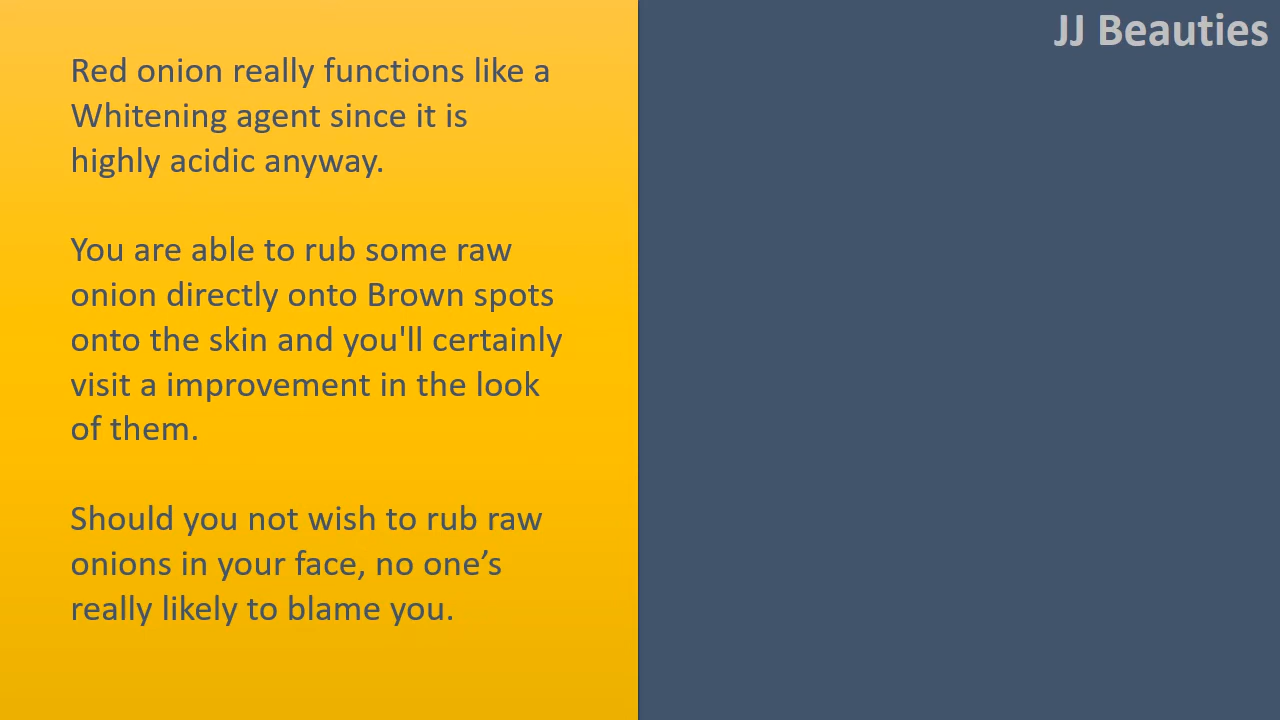 JJ Beauties
Red onion really functions like a
Whitening agent since it is
highly acidic anyway.
You are able to rub some raw
onion directly onto Brown spots
onto the skin and you'll certainly
visit a improvement in the look
of them.
Should you not wish to rub raw
onions in your face, no one’s
really likely to blame you.